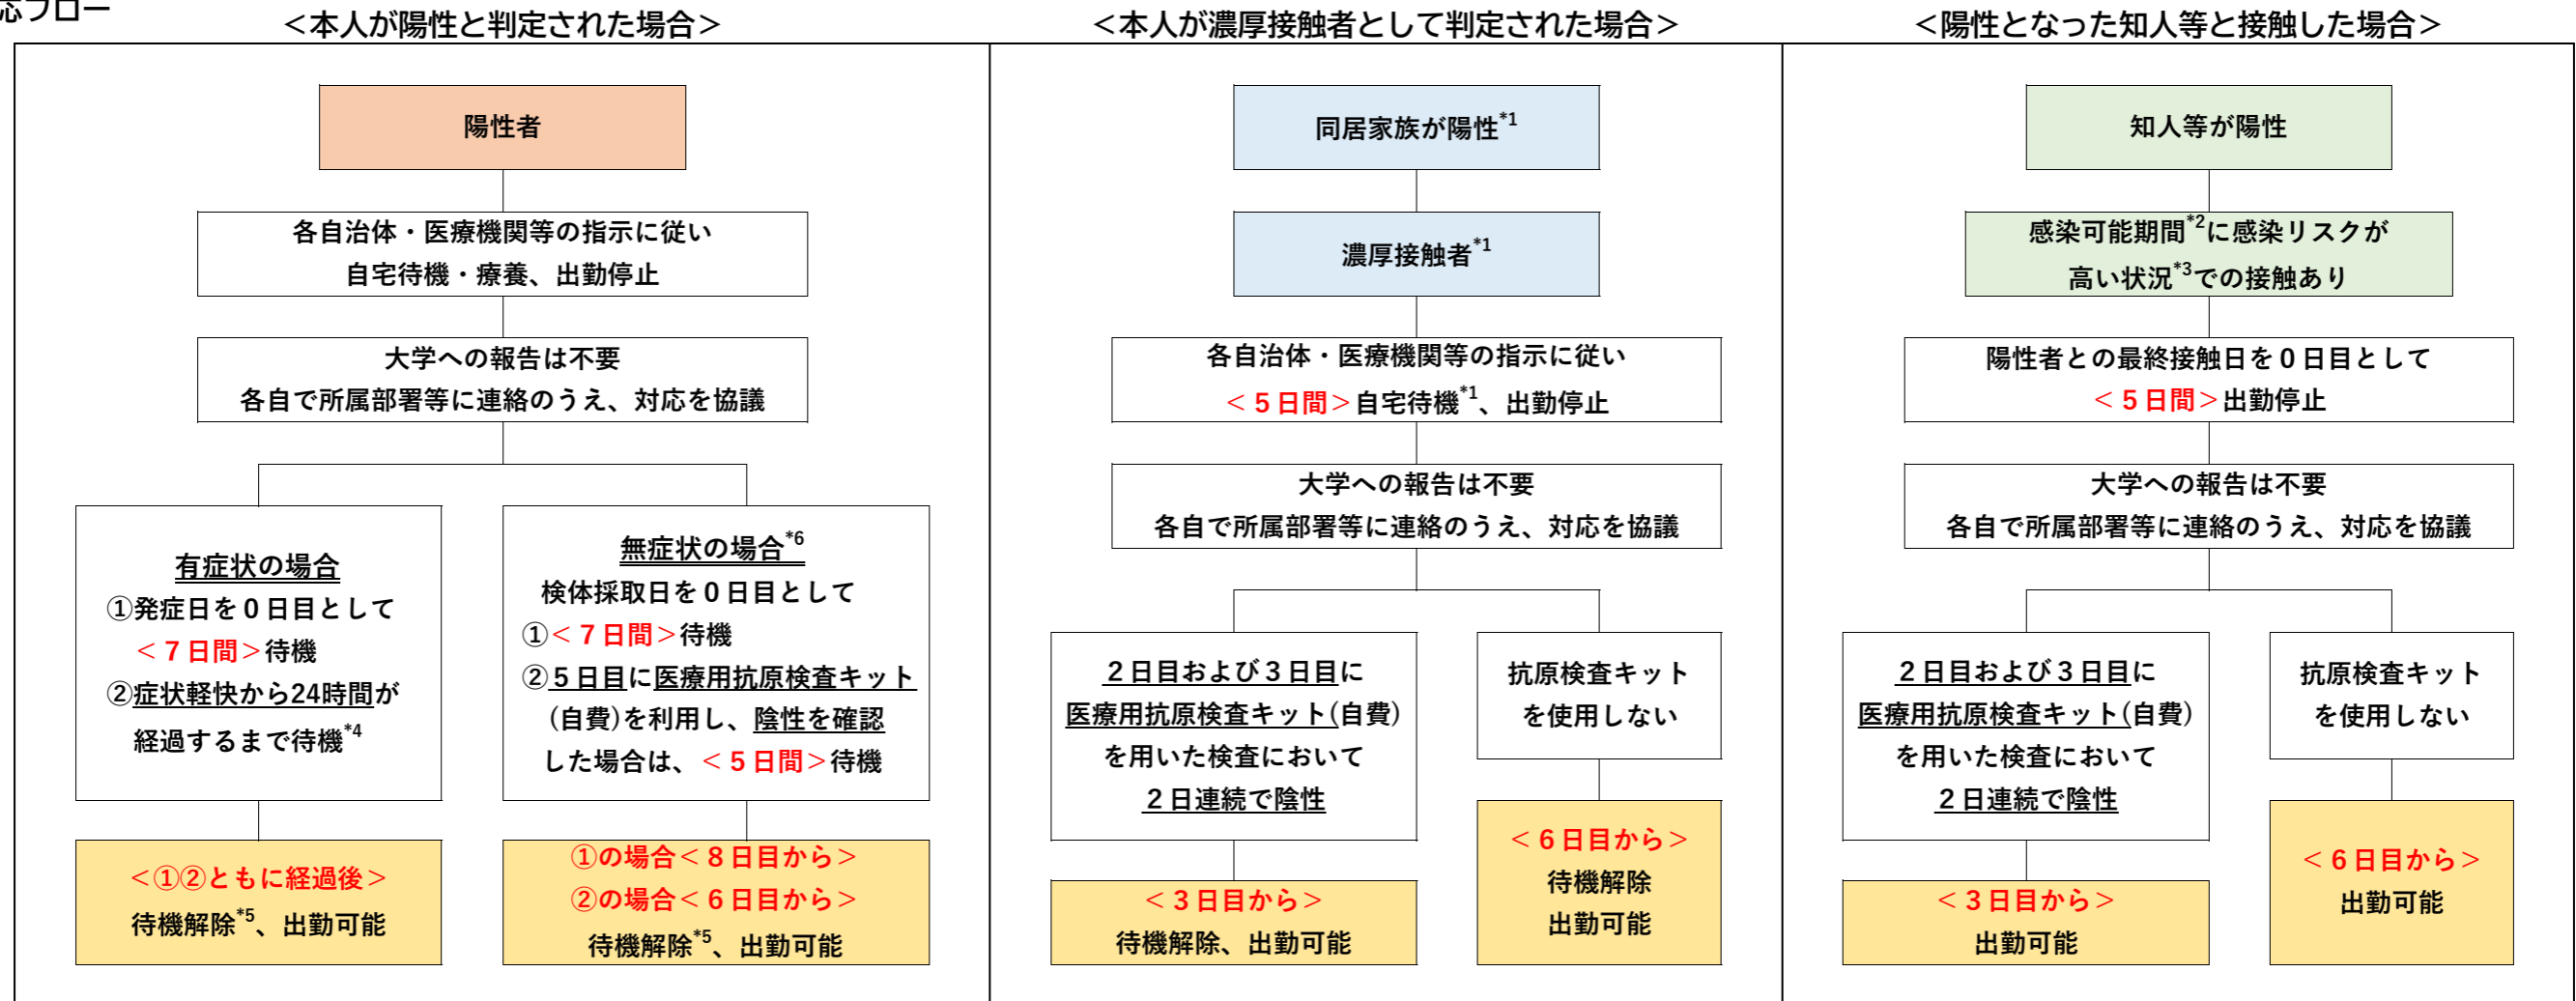 応フロー
＜本人が陽性と判定された場合＞
陽性者
各自治体・医療機関等の指示に従い
自宅待機・療養、出勤停止
大学への報告は不要
各自で所属部署等に連絡のうえ、対応を協議
有症状の場合
①発症日を０日目として
＜７日間＞待機
②症状軽快から24時間が
経過するまで待機*4
＜①②ともに経過後＞
待機解除*5、出勤可能
無症状の場合*6
検体採取日を０日目として
①＜７日間＞待機
②５日目に医療用抗原検査キット
(自費)を利用し、陰性を確認
した場合は、＜５日間＞待機
①の場合＜８日目から＞
②の場合＜６日目から＞
待機解除*5、出勤可能
＜本人が濃厚接触者として判定された場合＞
同居家族が陽性*1
濃厚接触者*1
各自治体・医療機関等の指示に従い
＜５日間＞自宅待機*1、出勤停止
大学への報告は不要
各自で所属部署等に連絡のうえ、対応を協議
２日目および３日目に
医療用抗原検査キット(自費)
を用いた検査において
２日連続で陰性
＜３日目から＞
待機解除、出勤可能
抗原検査キット
を使用しない
＜６日目から＞
待機解除
出勤可能
＜陽性となった知人等と接触した場合＞
知人等が陽性
感染可能期間*2に感染リスクが
高い状況*3での接触あり
陽性者との最終接触日を０日目として
＜５日間＞出勤停止
大学への報告は不要
各自で所属部署等に連絡のうえ、対応を協議
２日目および３日目に
医療用抗原検査キット(自費)
を用いた検査において
２日連続で陰性
＜３日目から＞
出勤可能
抗原検査キット
を使用しない
＜６日目から＞
出勤可能